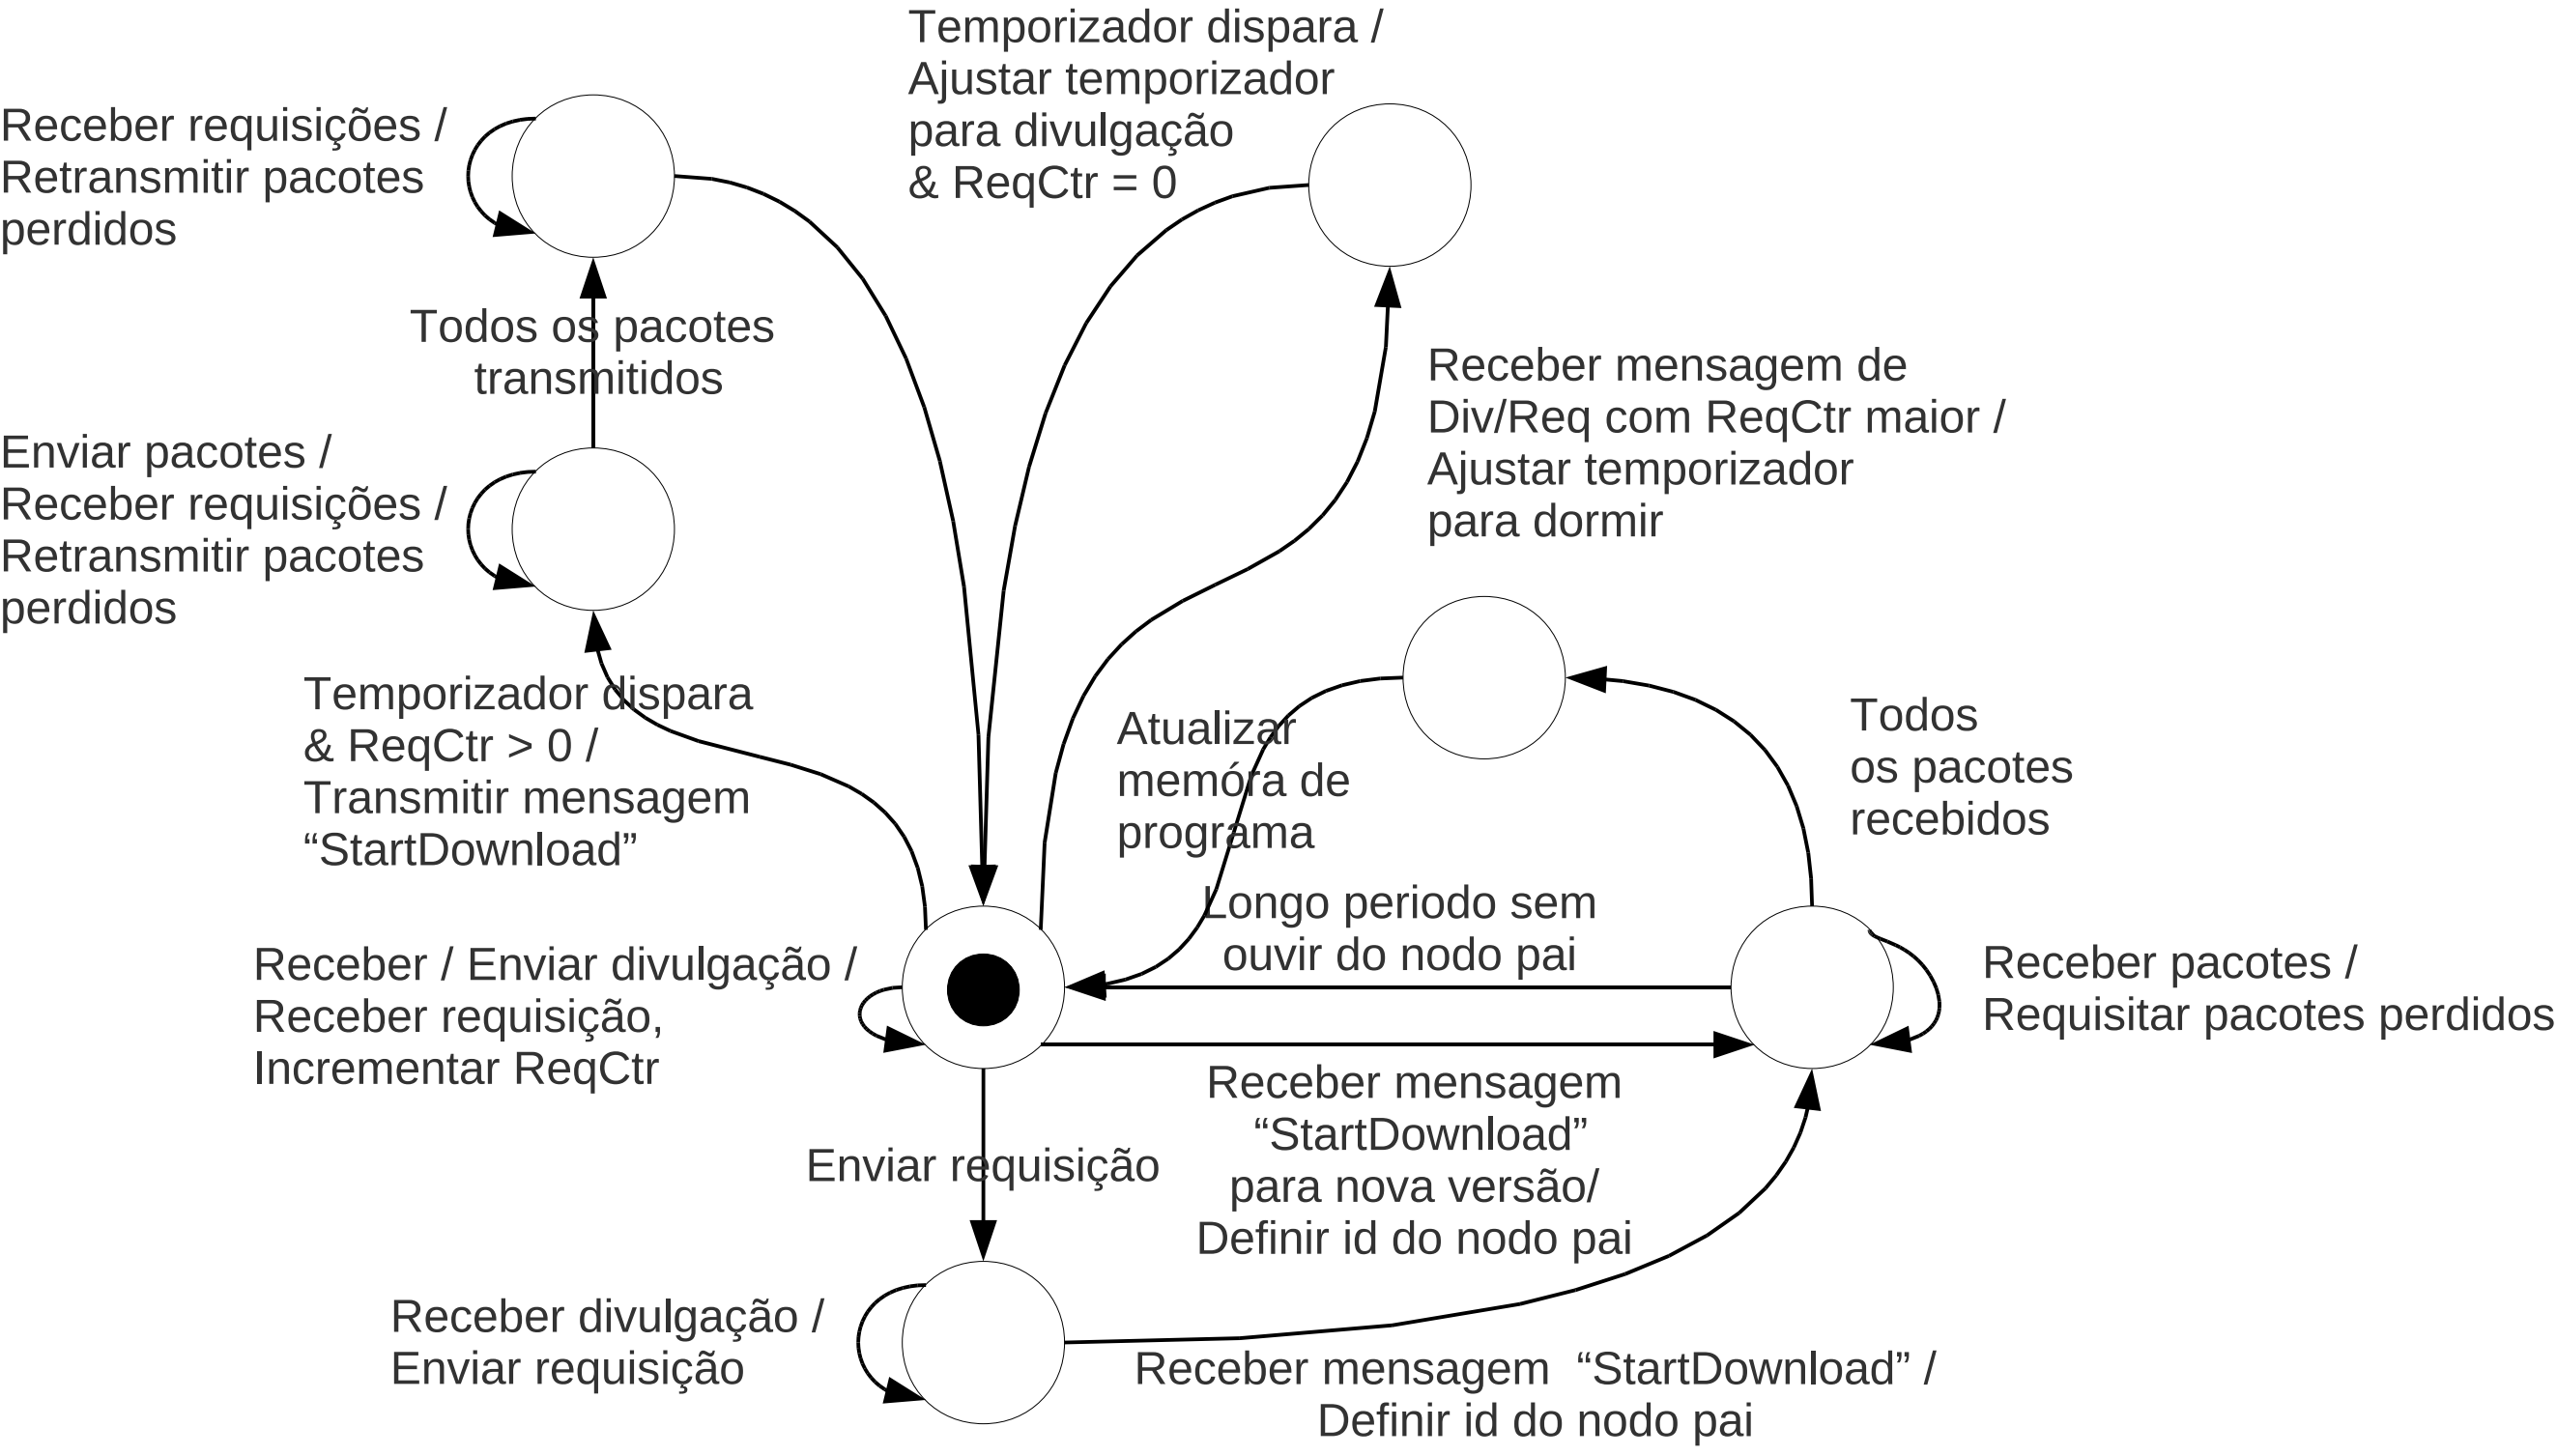 Temporizador dispara /
Ajustar temporizador
para divulgação
& ReqCtr = 0
Receber requisições /
Retransmitir pacotes
perdidos
Todos os pacotes
transmitidos
Receber mensagem de
Div/Req com ReqCtr maior /
Ajustar temporizador
para dormir
Enviar pacotes /
Receber requisições /
Retransmitir pacotes
perdidos
Temporizador dispara
& ReqCtr > 0 /
Transmitir mensagem
“StartDownload”
Atualizar
memóra de
programa
Todos
os pacotes
recebidos
Longo periodo sem
ouvir do nodo pai
Receber / Enviar divulgação /
Receber requisição,
Incrementar ReqCtr
Receber pacotes /
Requisitar pacotes perdidos
Receber mensagem
“StartDownload”
para nova versão/
Definir id do nodo pai
Enviar requisição
Receber divulgação /
Enviar requisição
Receber mensagem “StartDownload” /
Definir id do nodo pai